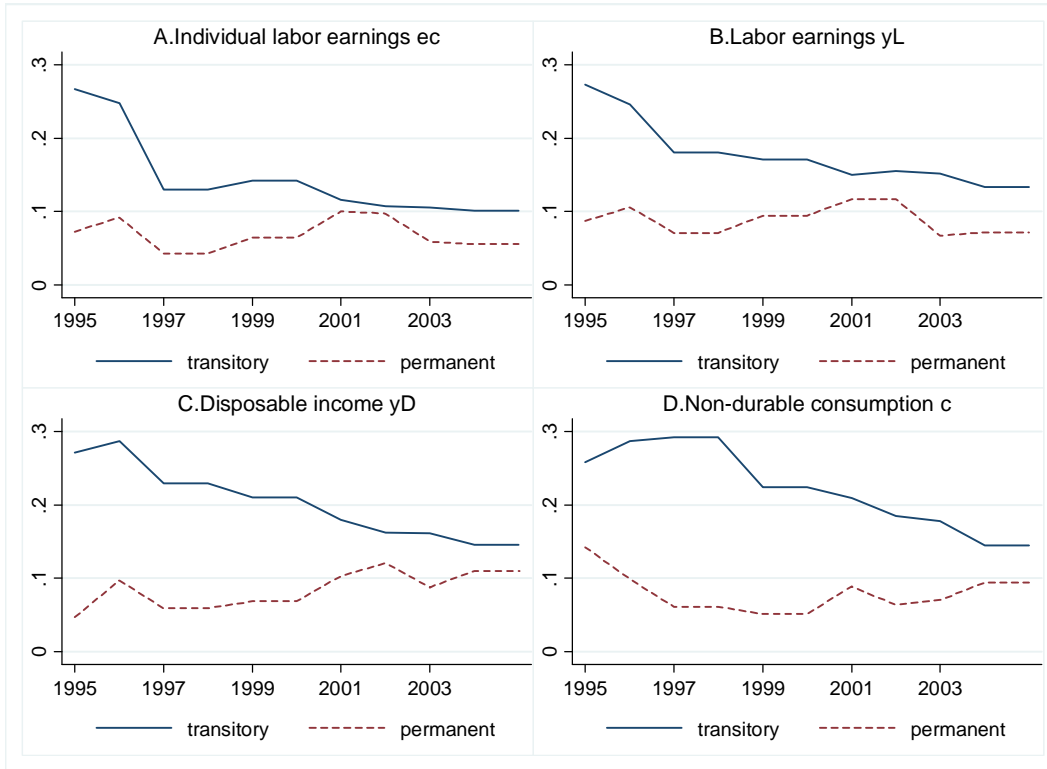 A.Individual labor earnings ec
.3
.2
.1
0
1995 1997 1999 2001 2003
transitory permanent
B.Labor earnings yL
.3
.2
.1
0
1995 1997 1999 2001 2003
transitory permanent
C.Disposable income yD
.3
.2
.1
0
1995 1997 1999 2001 2003
transitory permanent
D.Non-durable consumption c
.3
.2
.1
0
1995 1997 1999 2001 2003
transitory permanent